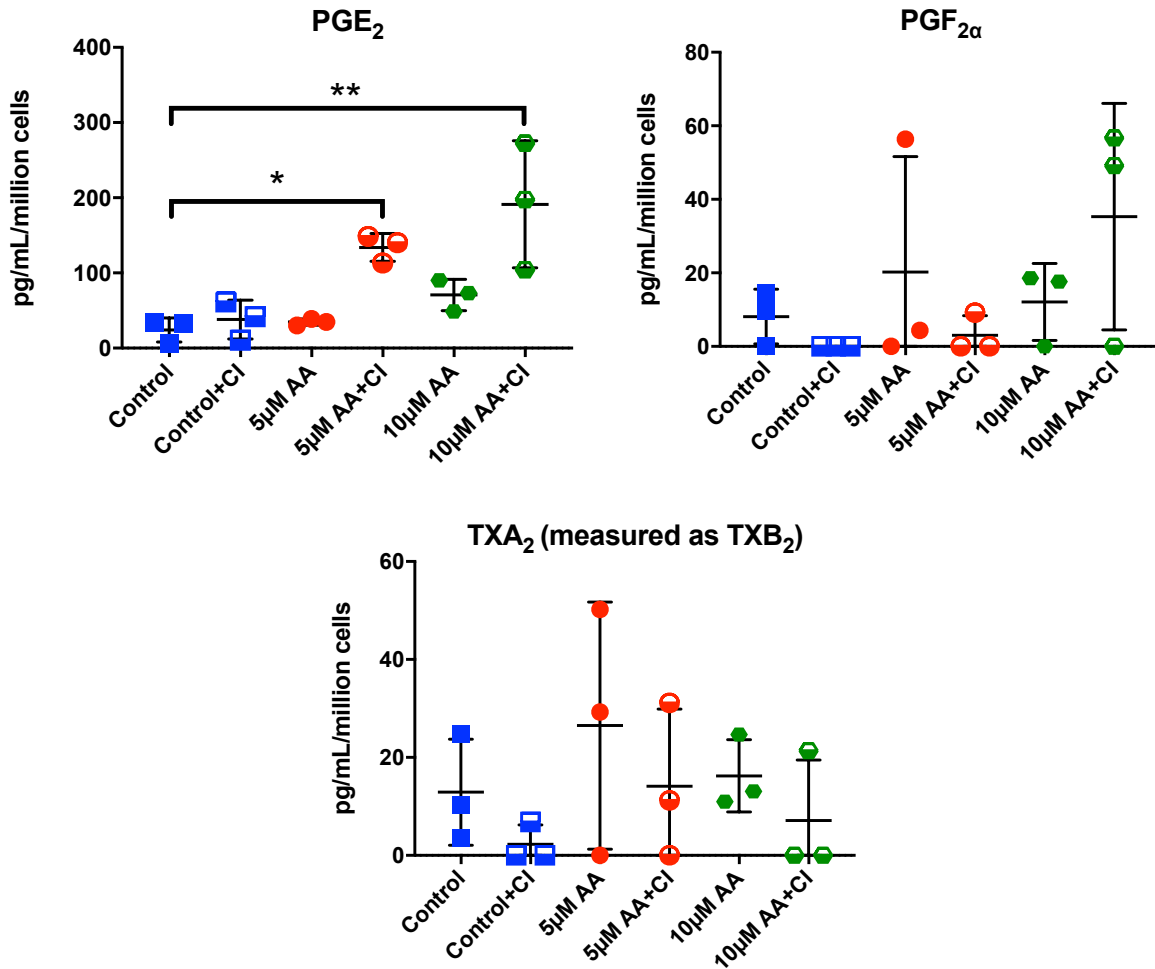 PGE₂
pg/mL/million cells
400
300
200
100
0
**
*
Control
Control+CI
5µM AA
5µM AA+CI
10µM AA
10µM AA+CI
PGF₂α
pg/mL/million cells
80
60
40
20
0
Control
Control+CI
5µM AA
5µM AA+CI
10µM AA
10µM AA+CI
TXA₂ (measured as TXB₂)
pg/mL/million cells
60
40
20
0
Control
Control+CI
5µM AA
5µM AA+CI
10µM AA
10µM AA+CI